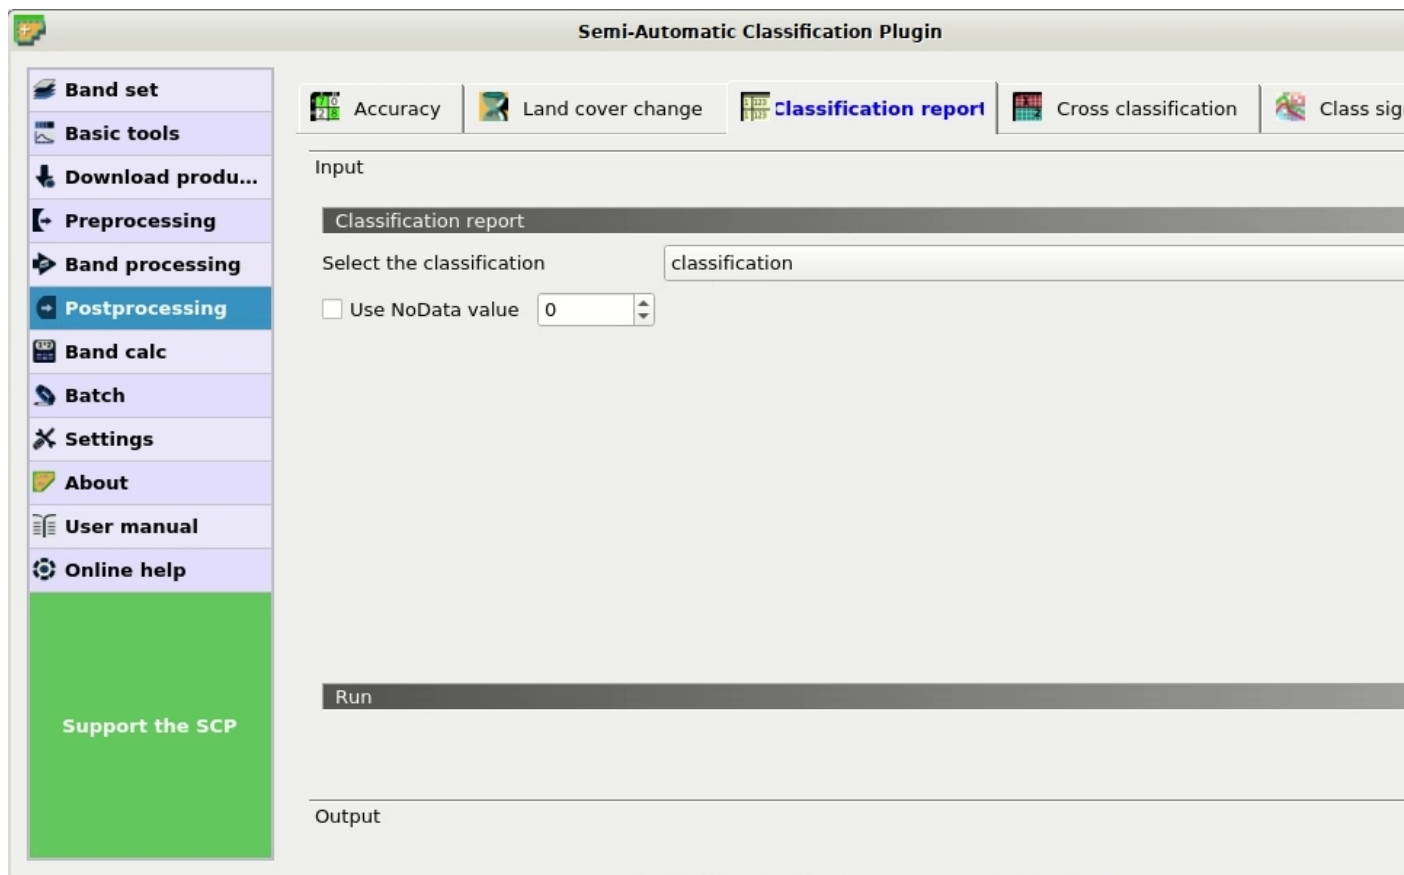 Semi-Automatic Classification Plugin
Band set
Basic tools
Download produ...
Preprocessing
Band processing
Postprocessing
Band calc
Batch
Settings
About
User manual
Online help
Support the SCP
Accuracy
Land cover change
Classification report
Cross classification
Class sig
Input
Classification report
Select the classification
classification
Use NoData value
0
Run
Output